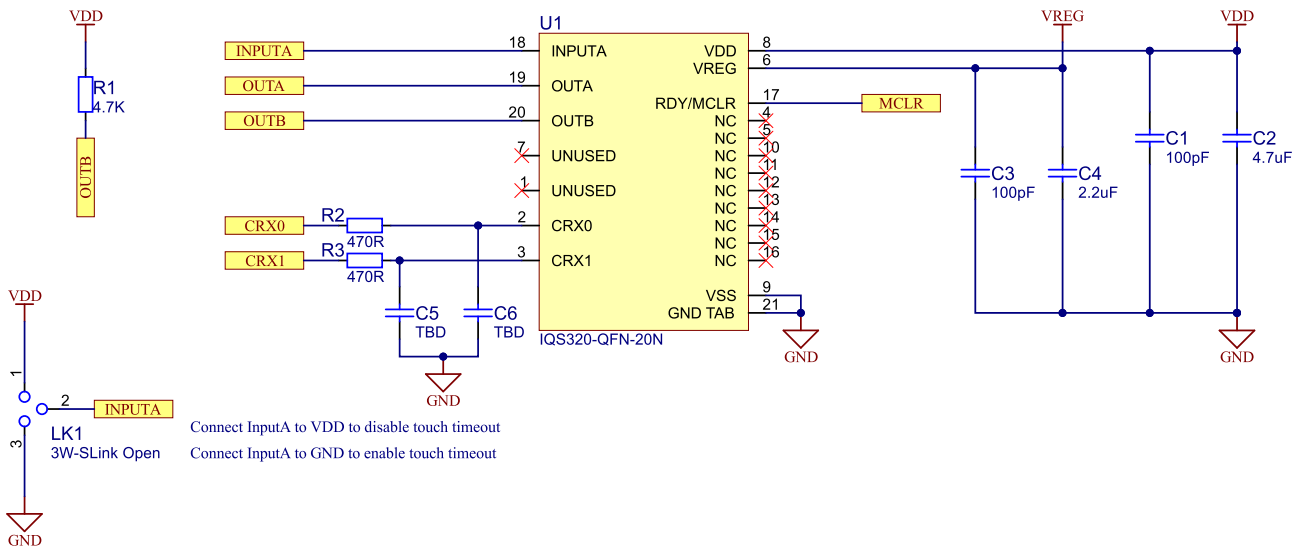 VDD
R1
4.7K
OUTB
INPUTA
OUTA
OUTB
CRX0
CRX1
R2
470R
R3
470R
C5
TBD
C6
TBD
GND
U1
18 INPUTA
19 OUTA
20 OUTB
7 UNUSED
1 UNUSED
2 CRX0
3 CRX1
VDD 8
VREG 6
RDY/MCLR 17
NC 4
NC 5
NC 10
NC 11
NC 12
NC 13
NC 14
NC 15
NC 16
VSS 9
GND TAB 21
IQS320-QFN-20N
GND
MCLR
VREG
VDD
C3
100pF
C4
2.2uF
C1
100pF
C2
4.7uF
GND
VDD
1
2
INPUTA
3
LK1
3W-SLink Open
GND
Connect InputA to VDD to disable touch timeout
Connect InputA to GND to enable touch timeout